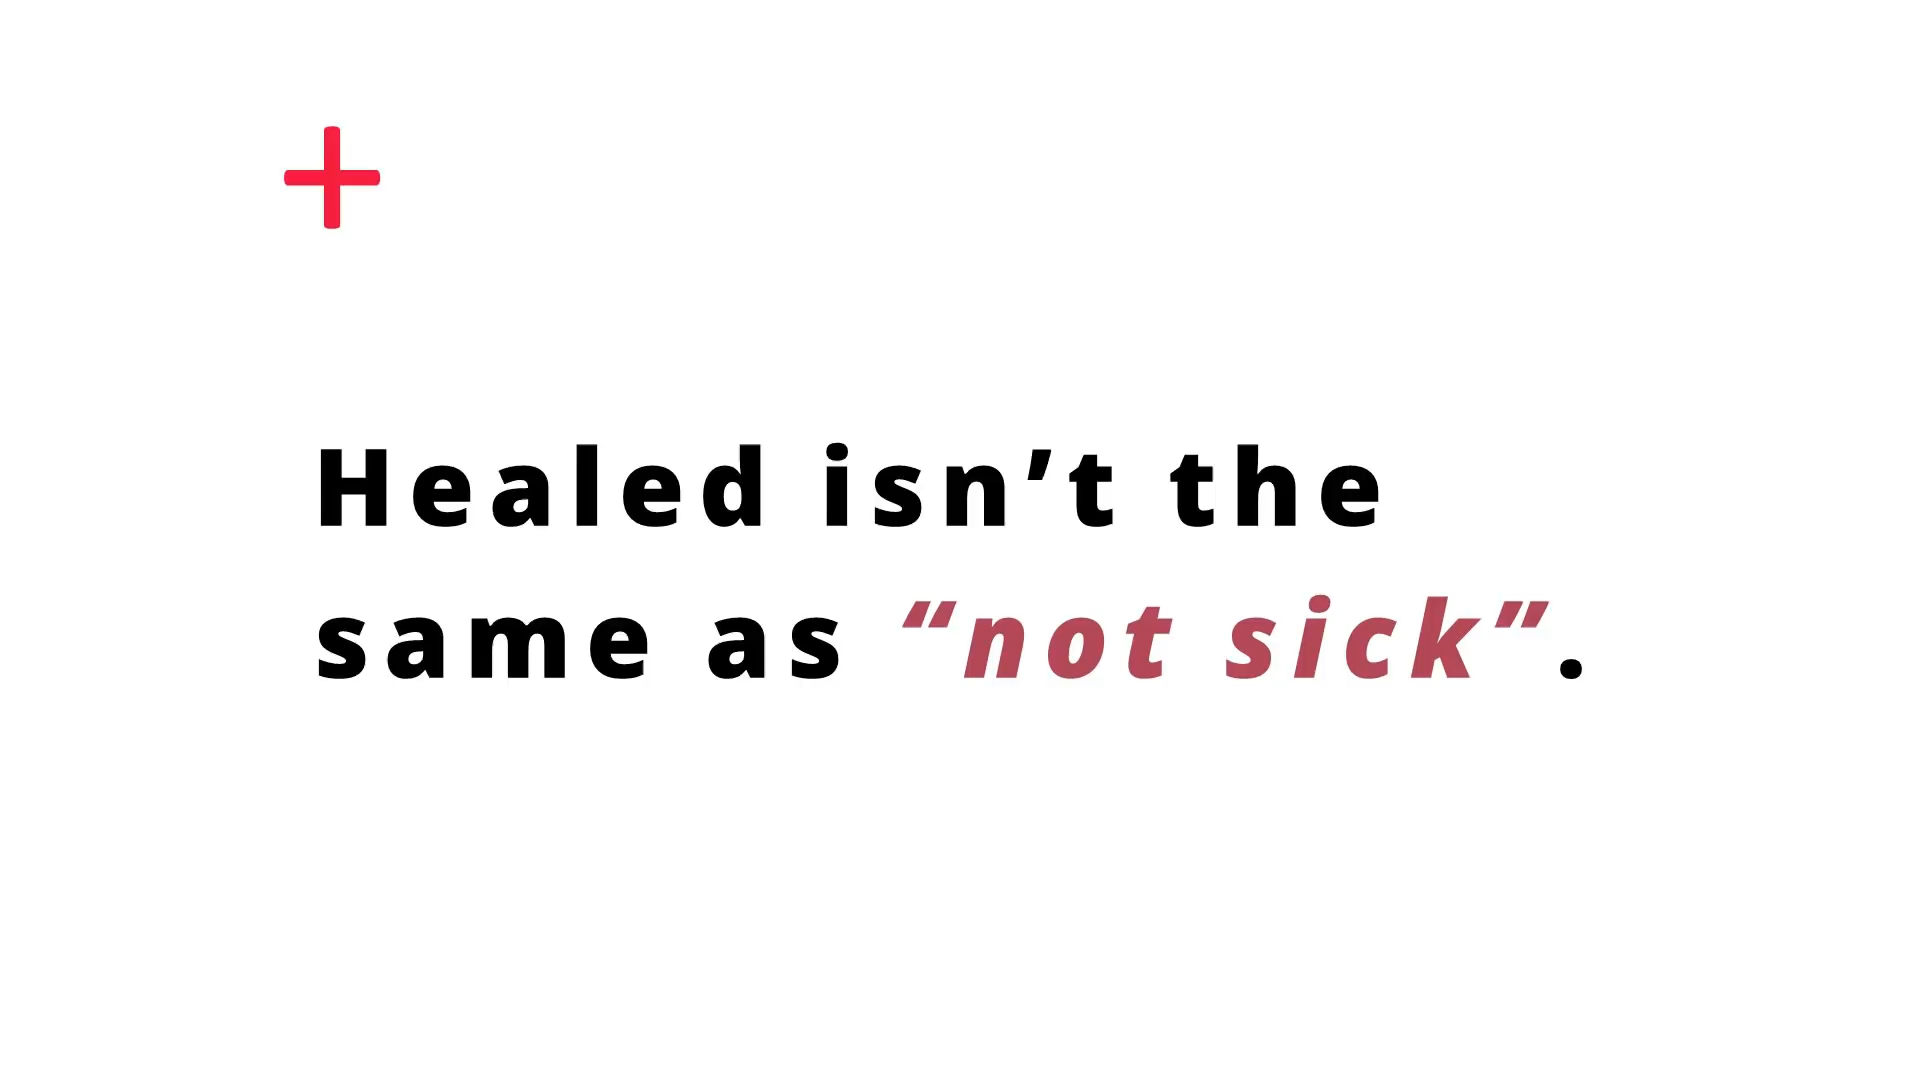 Healed isn’t the
same as “not sick”.